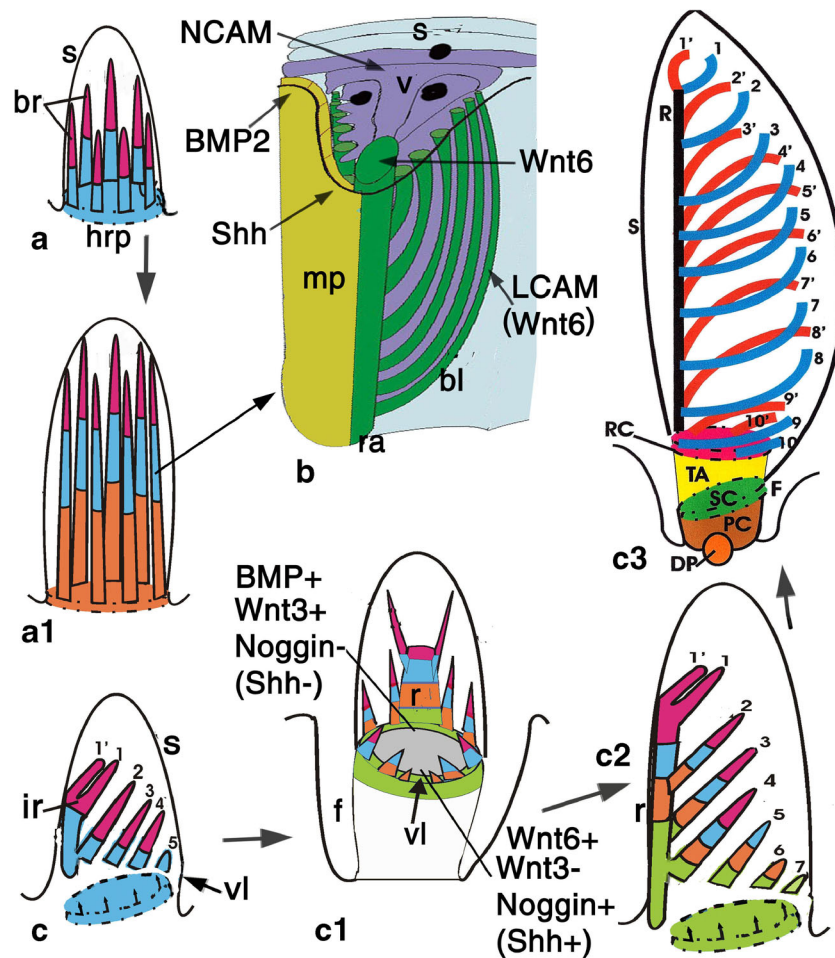 s
br
hrp
a
a1
NCAM
s
v
BMP2
Wnt6
Shh
mp
LCAM
(Wnt6)
bl
ra
b
1'
1
2'
2
R
3'
3
4'
4
5'
S
5
6'
6
7'
7
8'
8
9'
10'
9
10
RC
TA
F
SC
PC
DP
c3
BMP+
Wnt3+
Noggin-
(Shh-)
r
f
vl
c1
Wnt6+
Wnt3-
Noggin+
(Shh+)
s
1'
1
2
3
4
5
ir
vl
c
c2
1'
1
2
3
4
5
6
7
r